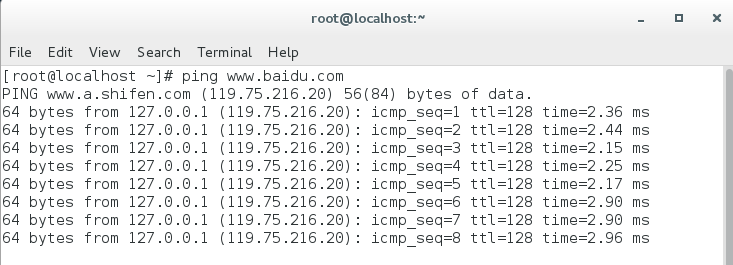 root@localhost:~
File Edit View Search Terminal Help
[root@localhost ~]# ping www.baidu.com
PING www.a.shifen.com (119.75.216.20) 56(84) bytes of data.
64 bytes from 127.0.0.1 (119.75.216.20): icmp_seq=1 ttl=128 time=2.36 ms
64 bytes from 127.0.0.1 (119.75.216.20): icmp_seq=2 ttl=128 time=2.44 ms
64 bytes from 127.0.0.1 (119.75.216.20): icmp_seq=3 ttl=128 time=2.15 ms
64 bytes from 127.0.0.1 (119.75.216.20): icmp_seq=4 ttl=128 time=2.25 ms
64 bytes from 127.0.0.1 (119.75.216.20): icmp_seq=5 ttl=128 time=2.17 ms
64 bytes from 127.0.0.1 (119.75.216.20): icmp_seq=6 ttl=128 time=2.90 ms
64 bytes from 127.0.0.1 (119.75.216.20): icmp_seq=7 ttl=128 time=2.90 ms
64 bytes from 127.0.0.1 (119.75.216.20): icmp_seq=8 ttl=128 time=2.96 ms